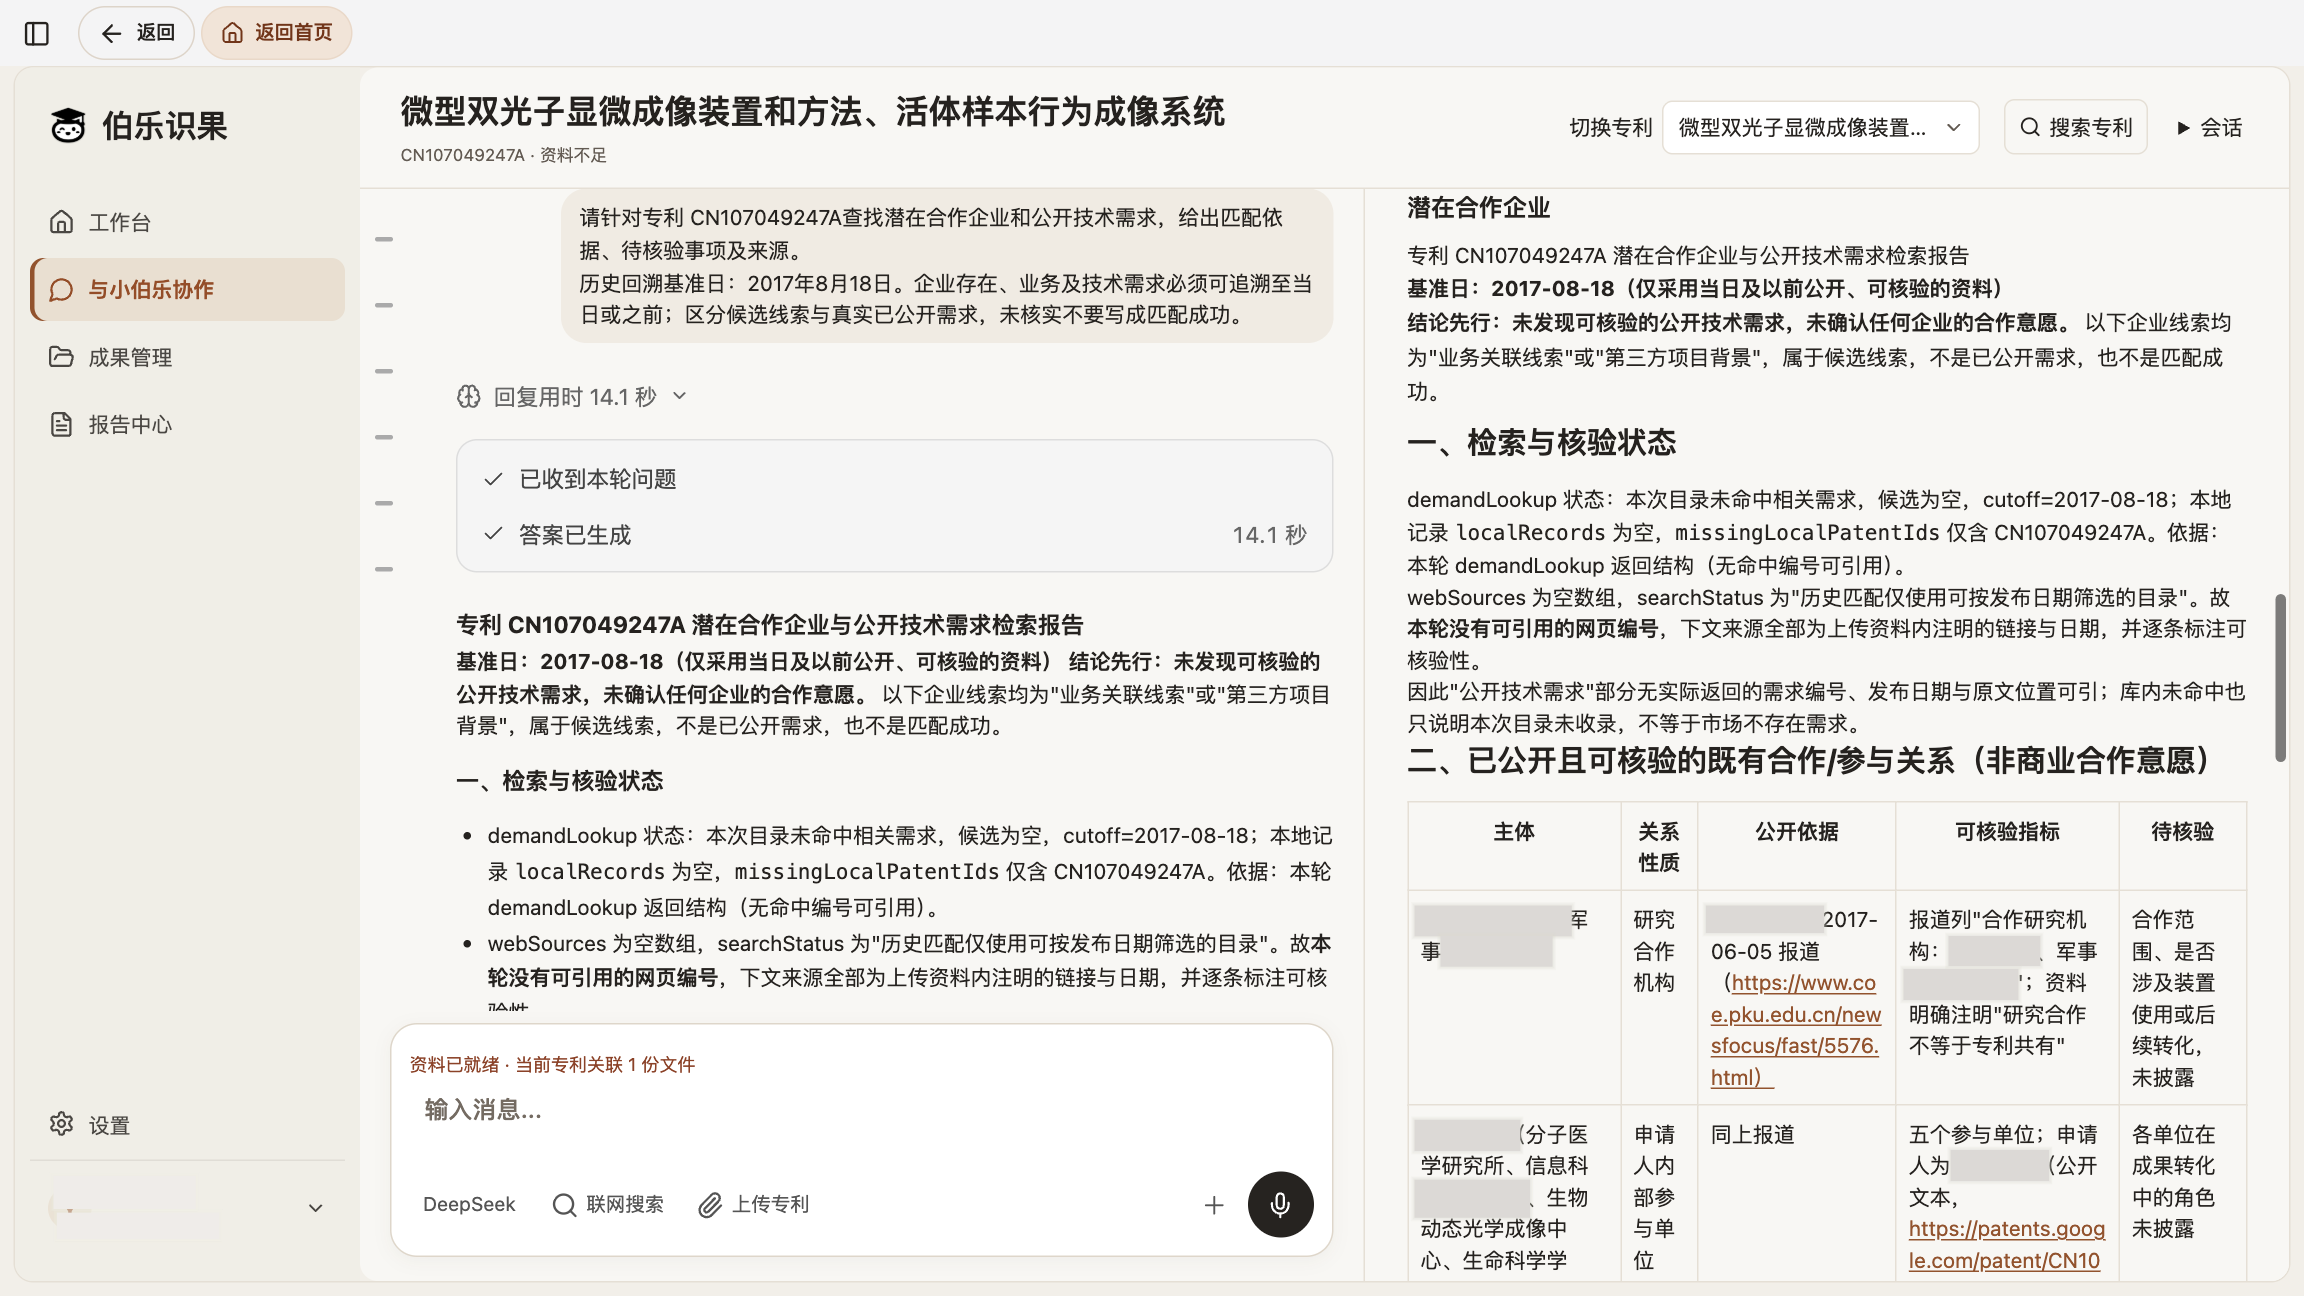 返回
返回首页
伯乐识果
工作台
与小伯乐协作
成果管理
报告中心
设置
微型双光子显微成像装置和方法、活体样本行为成像系统
CN107049247A · 资料不足
切换专利
微型双光子显微成像装置...
搜索专利
会话
请针对专利 CN107049247A查找潜在合作企业和公开技术需求，给出匹配依
据、待核验事项及来源。
历史回溯基准日：2017年8月18日。企业存在、业务及技术需求必须可追溯至当
日或之前；区分候选线索与真实已公开需求，未核实不要写成匹配成功。
回复用时 14.1 秒
已收到本轮问题
答案已生成
14.1 秒
专利 CN107049247A 潜在合作企业与公开技术需求检索报告
基准日：2017-08-18（仅采用当日及以前公开、可核验的资料） 结论先行：未发现可核验的
公开技术需求，未确认任何企业的合作意愿。 以下企业线索均为"业务关联线索"或"第三方项目
背景"，属于候选线索，不是已公开需求，也不是匹配成功。
一、检索与核验状态
demandLookup 状态：本次目录未命中相关需求，候选为空，cutoff=2017-08-18；本地记
录 localRecords 为空，missingLocalPatentIds 仅含 CN107049247A。依据：本轮
demandLookup 返回结构（无命中编号可引用）。
webSources 为空数组，searchStatus 为"历史匹配仅使用可按发布日期筛选的目录"。故本
轮没有可引用的网页编号，下文来源全部为上传资料内注明的链接与日期，并逐条标注可核
验性
资料已就绪 · 当前专利关联 1 份文件
输入消息...
DeepSeek
联网搜索
上传专利
潜在合作企业
专利 CN107049247A 潜在合作企业与公开技术需求检索报告
基准日：2017-08-18（仅采用当日及以前公开、可核验的资料）
结论先行：未发现可核验的公开技术需求，未确认任何企业的合作意愿。 以下企业线索均
为"业务关联线索"或"第三方项目背景"，属于候选线索，不是已公开需求，也不是匹配成
功。
一、检索与核验状态
demandLookup 状态：本次目录未命中相关需求，候选为空，cutoff=2017-08-18；本地
记录 localRecords 为空，missingLocalPatentIds 仅含 CN107049247A。依据：
本轮 demandLookup 返回结构（无命中编号可引用）。
webSources 为空数组，searchStatus 为"历史匹配仅使用可按发布日期筛选的目录"。故
本轮没有可引用的网页编号，下文来源全部为上传资料内注明的链接与日期，并逐条标注可
核验性。
因此"公开技术需求"部分无实际返回的需求编号、发布日期与原文位置可引；库内未命中也
只说明本次目录未收录，不等于市场不存在需求。
二、已公开且可核验的既有合作/参与关系（非商业合作意愿）
主体
关系
性质
公开依据
可核验指标
待核验
军
事
研究
合作
机构
2017-
06-05 报道
（https://www.co
e.pku.edu.cn/new
sfocus/fast/5576.
html）
报道列"合作研究机
构：
、军事
"；资料
明确注明"研究合作
不等于专利共有"
合作范
围、是否
涉及装置
使用或后
续转化，
未披露
（分子医
学研究所、信息科
、生物
动态光学成像中
心、生命科学学
申请
人内
部参
与单
位
同上报道
五个参与单位；申请
人为
（公开
文本，
https://patents.goog
le.com/patent/CN10
各单位在
成果转化
中的角色
未披露